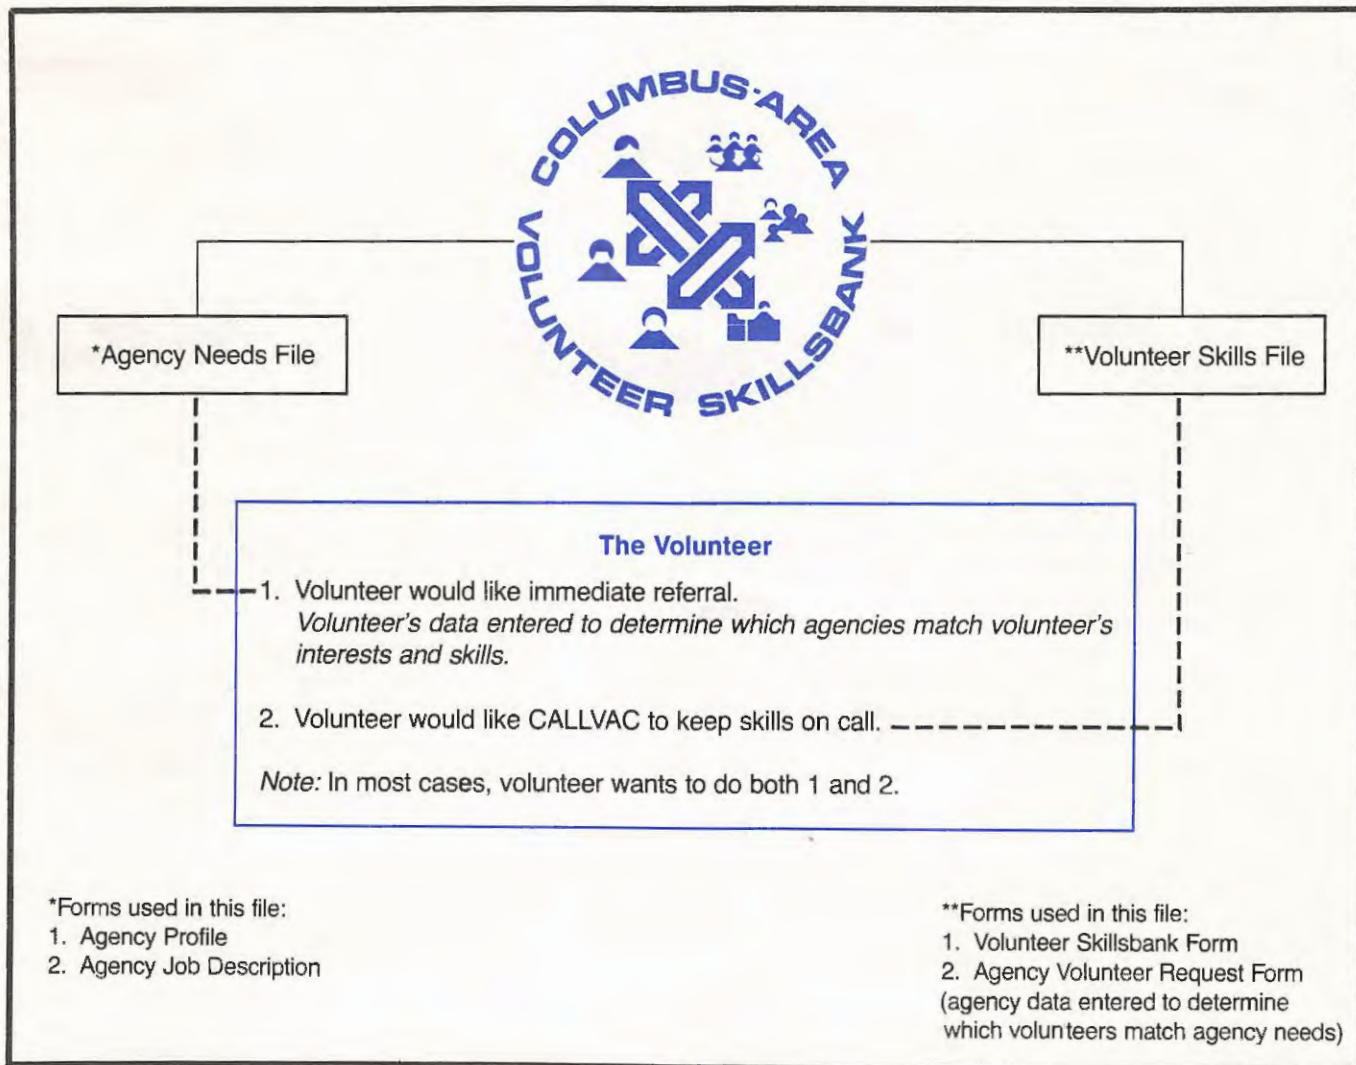 COLUMBUS-AREA
VOLUNTEER SKILLSBANK
*Agency Needs File
**Volunteer Skills File
The Volunteer
1. Volunteer would like immediate referral.
Volunteer's data entered to determine which agencies match volunteer's
interests and skills.
2. Volunteer would like CALLVAC to keep skills on call.
Note: In most cases, volunteer wants to do both 1 and 2.
*Forms used in this file:
1. Agency Profile
2. Agency Job Description
**Forms used in this file:
1. Volunteer Skillsbank Form
2. Agency Volunteer Request Form
(agency data entered to determine
which volunteers match agency needs)